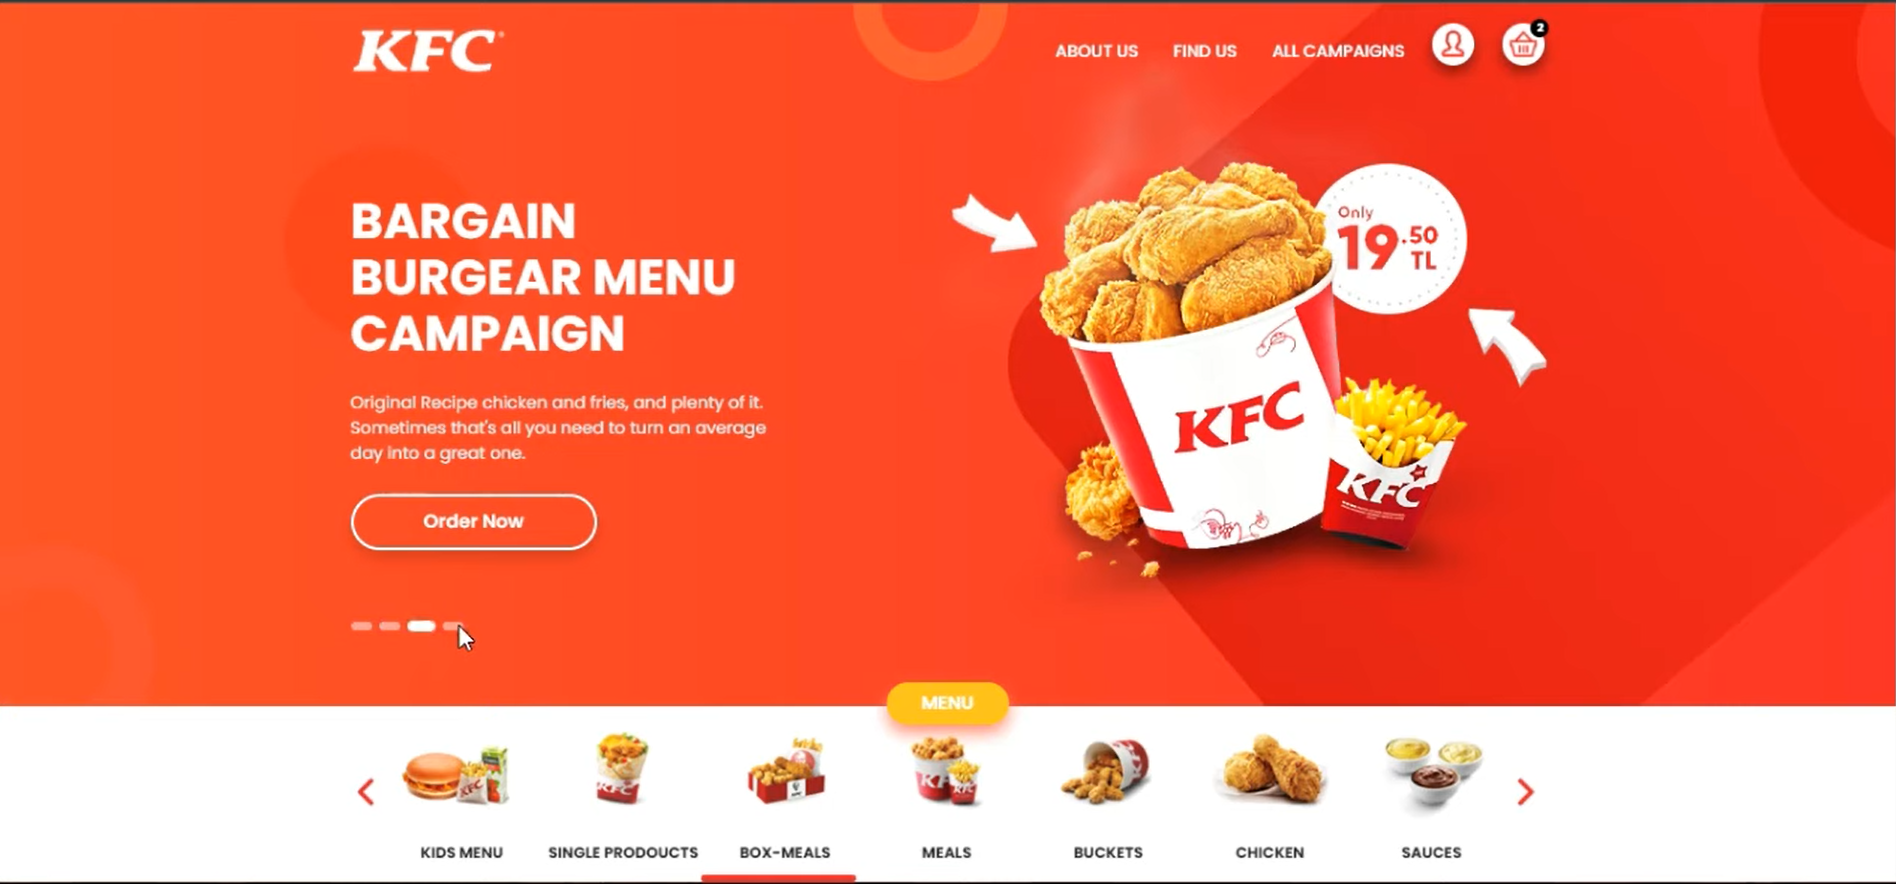 KFC
ABOUT US
FIND US
ALL CAMPAIGNS
2
BARGAIN
BURGEAR MENU
CAMPAIGN
Original Recipe chicken and fries, and plenty of it.
Sometimes that's all you need to turn an average
day into a great one.
Order Now
Only
19.50
TL
KFC
KFC
MENU
KIDS MENU
SINGLE PRODOUCTS
BOX-MEALS
MEALS
BUCKETS
CHICKEN
SAUCES